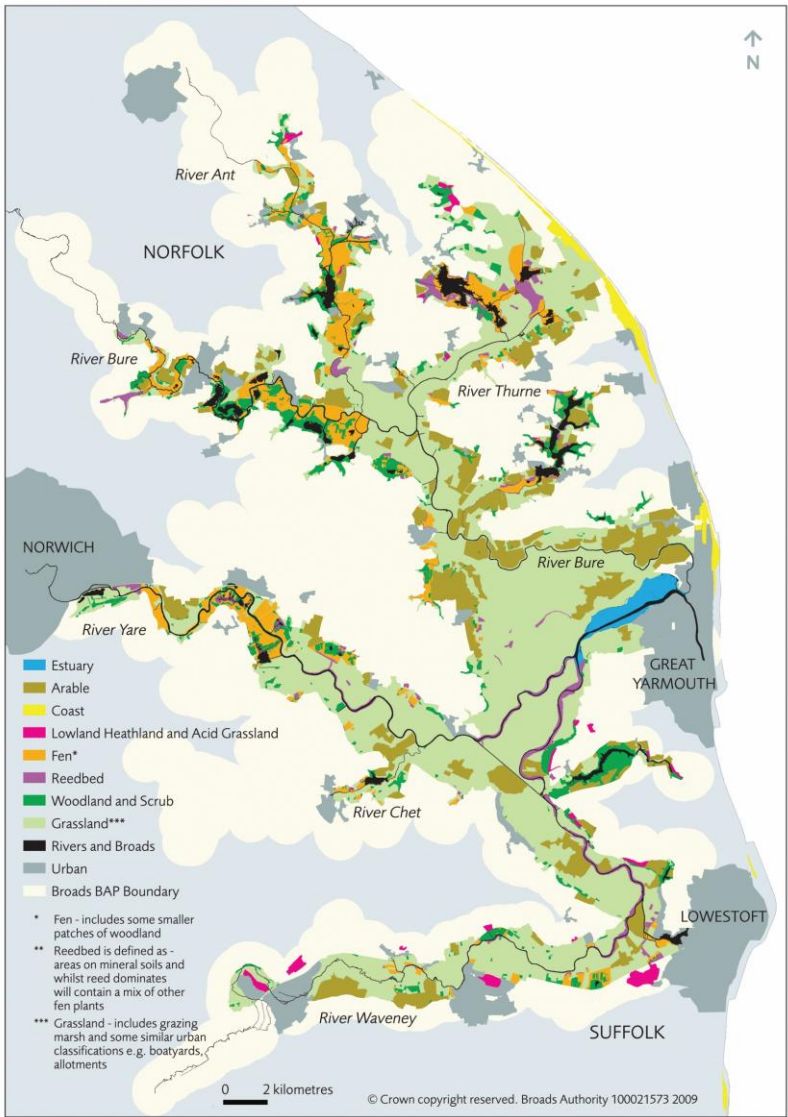 N
River Ant
NORFOLK
River Bure
River Thurne
NORWICH
River Bure
River Yare
GREAT
YARMOUTH
Estuary
Arable
Coast
Lowland Heathland and Acid Grassland
Fen*
Reedbed
Woodland and Scrub
Grassland***
Rivers and Broads
Urban
Broads BAP Boundary
River Chet
LOWESTOFT
* Fen - includes some smaller
patches of woodland
** Reedbed is defined as -
areas on mineral soils and
whilst reed dominates
will contain a mix of other
fen plants
*** Grassland - includes grazing
marsh and some similar urban
classifications e.g. boatyards,
allotments
River Waveney
SUFFOLK
0 2 kilometres
© Crown copyright reserved. Broads Authority 100021573 2009